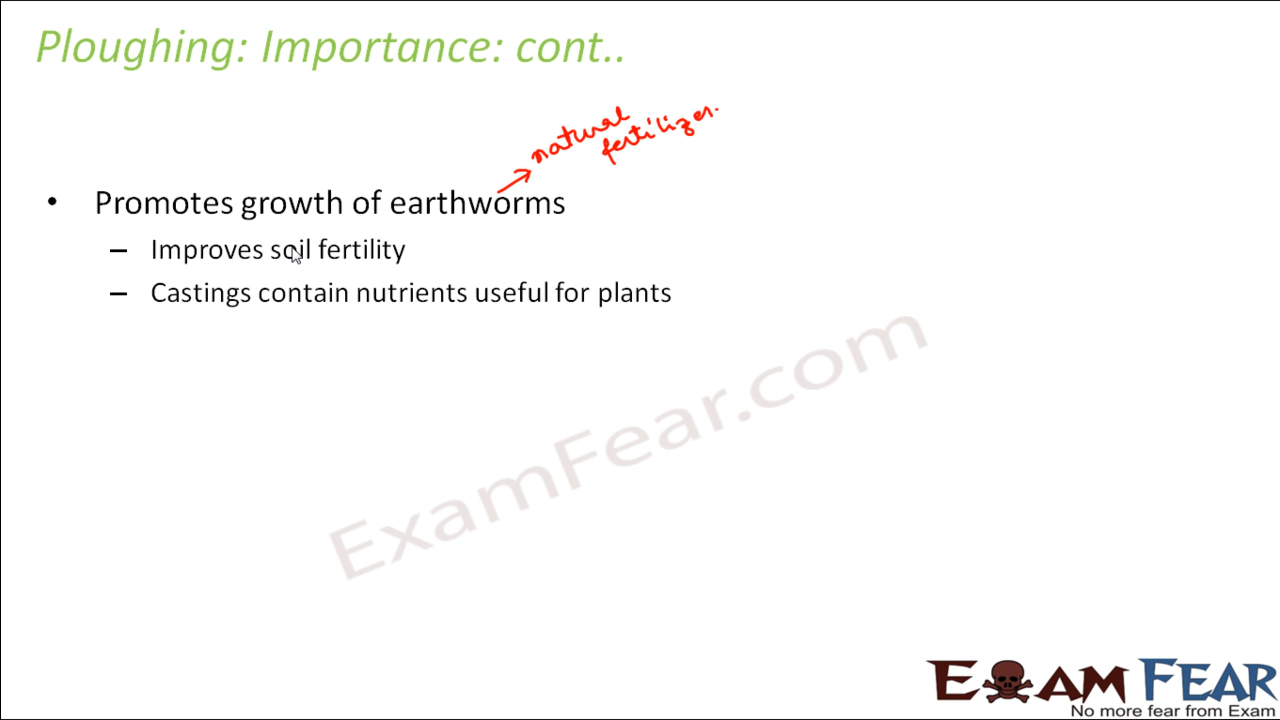 Ploughing: Importance: cont..
natural
fertilizer.
• Promotes growth of earthworms
– Improves soil fertility
– Castings contain nutrients useful for plants
ExamFear.com
EXAM FEAR
No more fear from Exam